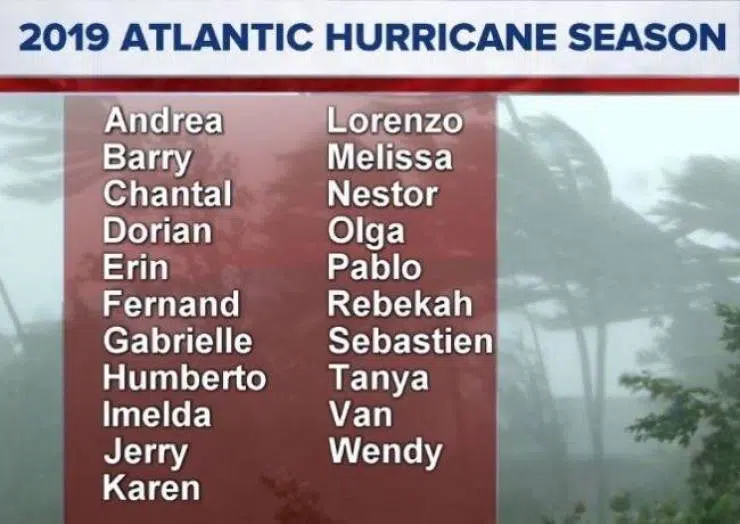 2019 ATLANTIC HURRICANE SEASON
Andrea
Barry
Chantal
Dorian
Erin
Fernand
Gabrielle
Humberto
Imelda
Jerry
Karen
Lorenzo
Melissa
Nestor
Olga
Pablo
Rebekah
Sebastien
Tanya
Van
Wendy